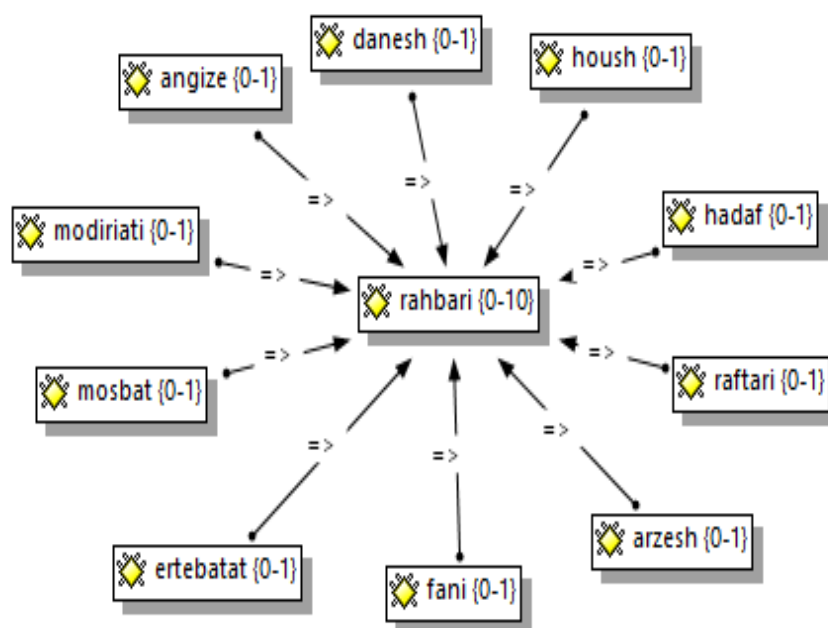 danesh {0-1}
housh {0-1}
angize {0-1}
=>
=>
=>
modiriati {0-1}
hadaf {0-1}
=>
=>
rahbari {0-10}
mosbat {0-1}
=>
=>
raftari {0-1}
=>
=>
=>
ertebatat {0-1}
fani {0-1}
arzesh {0-1}